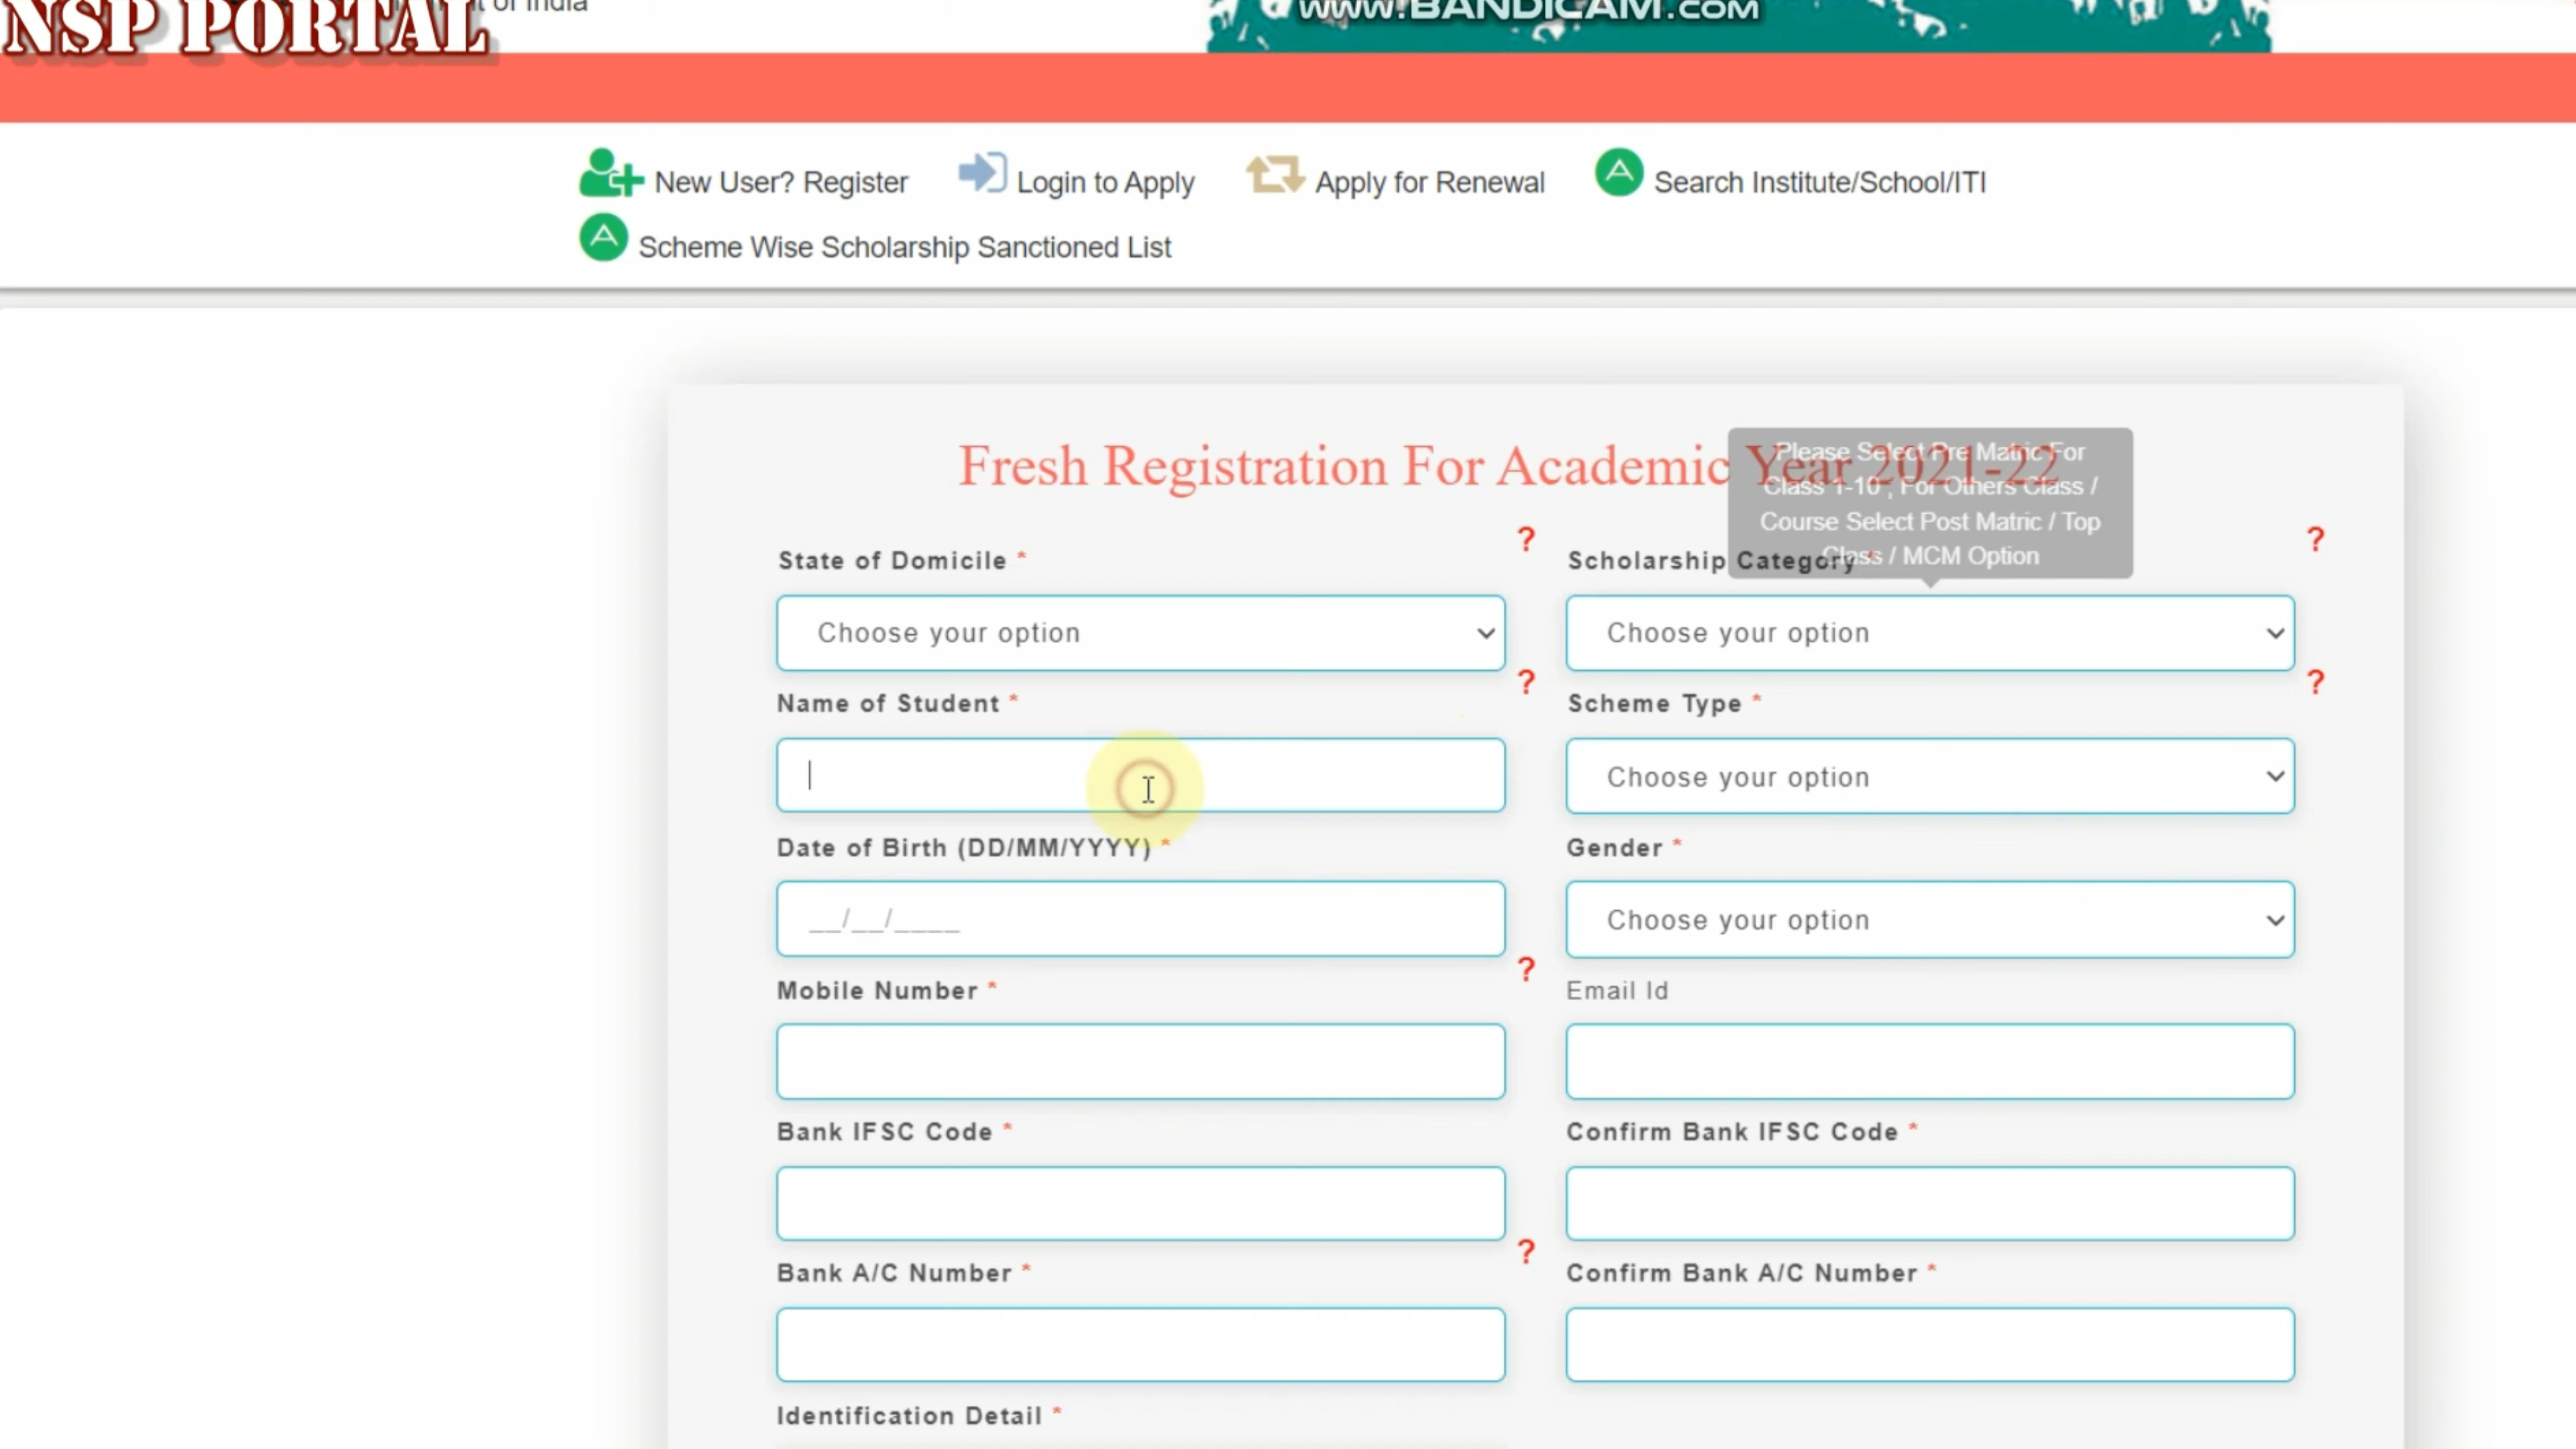 of India
NSP PORTAL
www.BANDICAM.com
New User? Register
Login to Apply
Apply for Renewal
Search Institute/School/ITI
Scheme Wise Scholarship Sanctioned List
Fresh Registration For Academic Year 2021-22
Please Select Pre Matric For
Class 1-10 , For Others Class /
Course Select Post Matric / Top
Class / MCM Option
State of Domicile * ?
Scholarship Category ?
Choose your option
Choose your option
Name of Student * ?
Scheme Type * ?
Choose your option
Date of Birth (DD/MM/YYYY) *
Gender *
__/__/____
Choose your option
Mobile Number * ?
Email Id
Bank IFSC Code *
Confirm Bank IFSC Code *
Bank A/C Number * ?
Confirm Bank A/C Number *
Identification Detail *